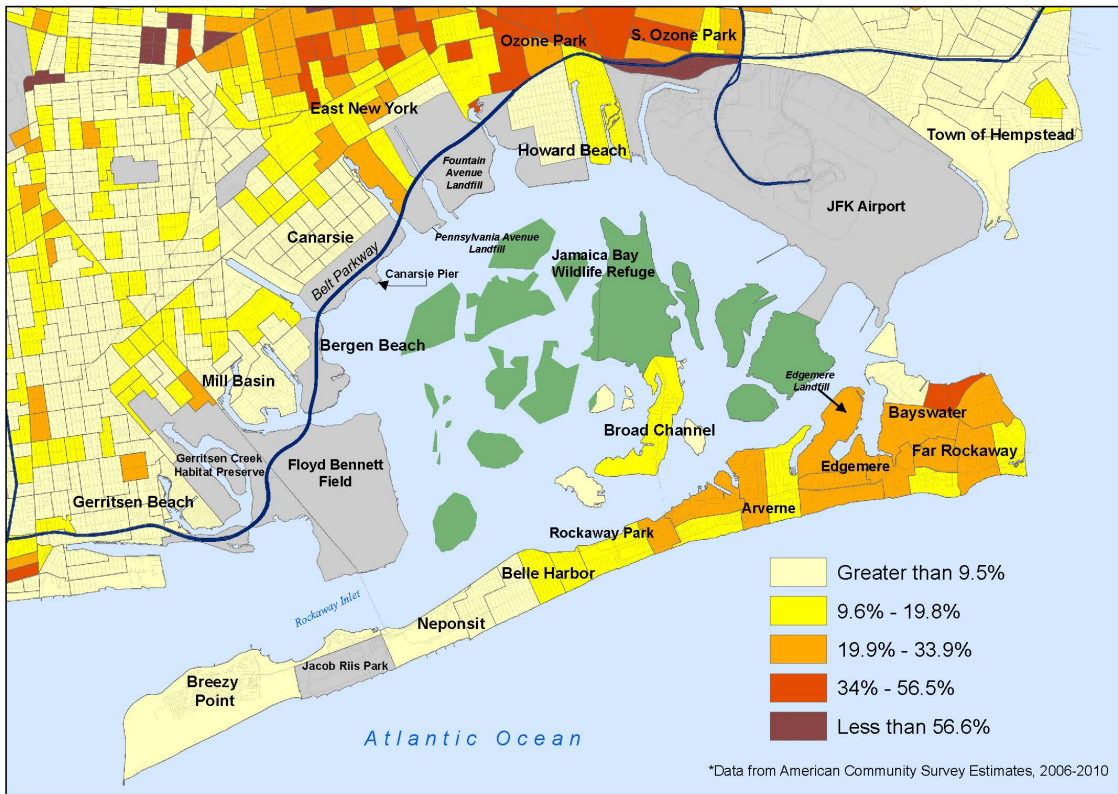 Ozone Park
S. Ozone Park
East New York
Town of Hempstead
Howard Beach
Fountain
Avenue
Landfill
JFK Airport
Canarsie
Pennsylvania Avenue
Landfill
Jamaica Bay
Wildlife Refuge
Belt Parkway
Canarsie Pier
Bergen Beach
Mill Basin
Edgemere
Landfill
Bayswater
Broad Channel
Far Rockaway
Gerritsen Creek
Habitat Preserve
Floyd Bennett
Field
Edgemere
Gerritsen Beach
Arverne
Rockaway Park
Belle Harbor
Rockaway Inlet
Neponsit
Jacob Riis Park
Breezy
Point
Atlantic Ocean
Greater than 9.5%
9.6% - 19.8%
19.9% - 33.9%
34% - 56.5%
Less than 56.6%
*Data from American Community Survey Estimates, 2006-2010